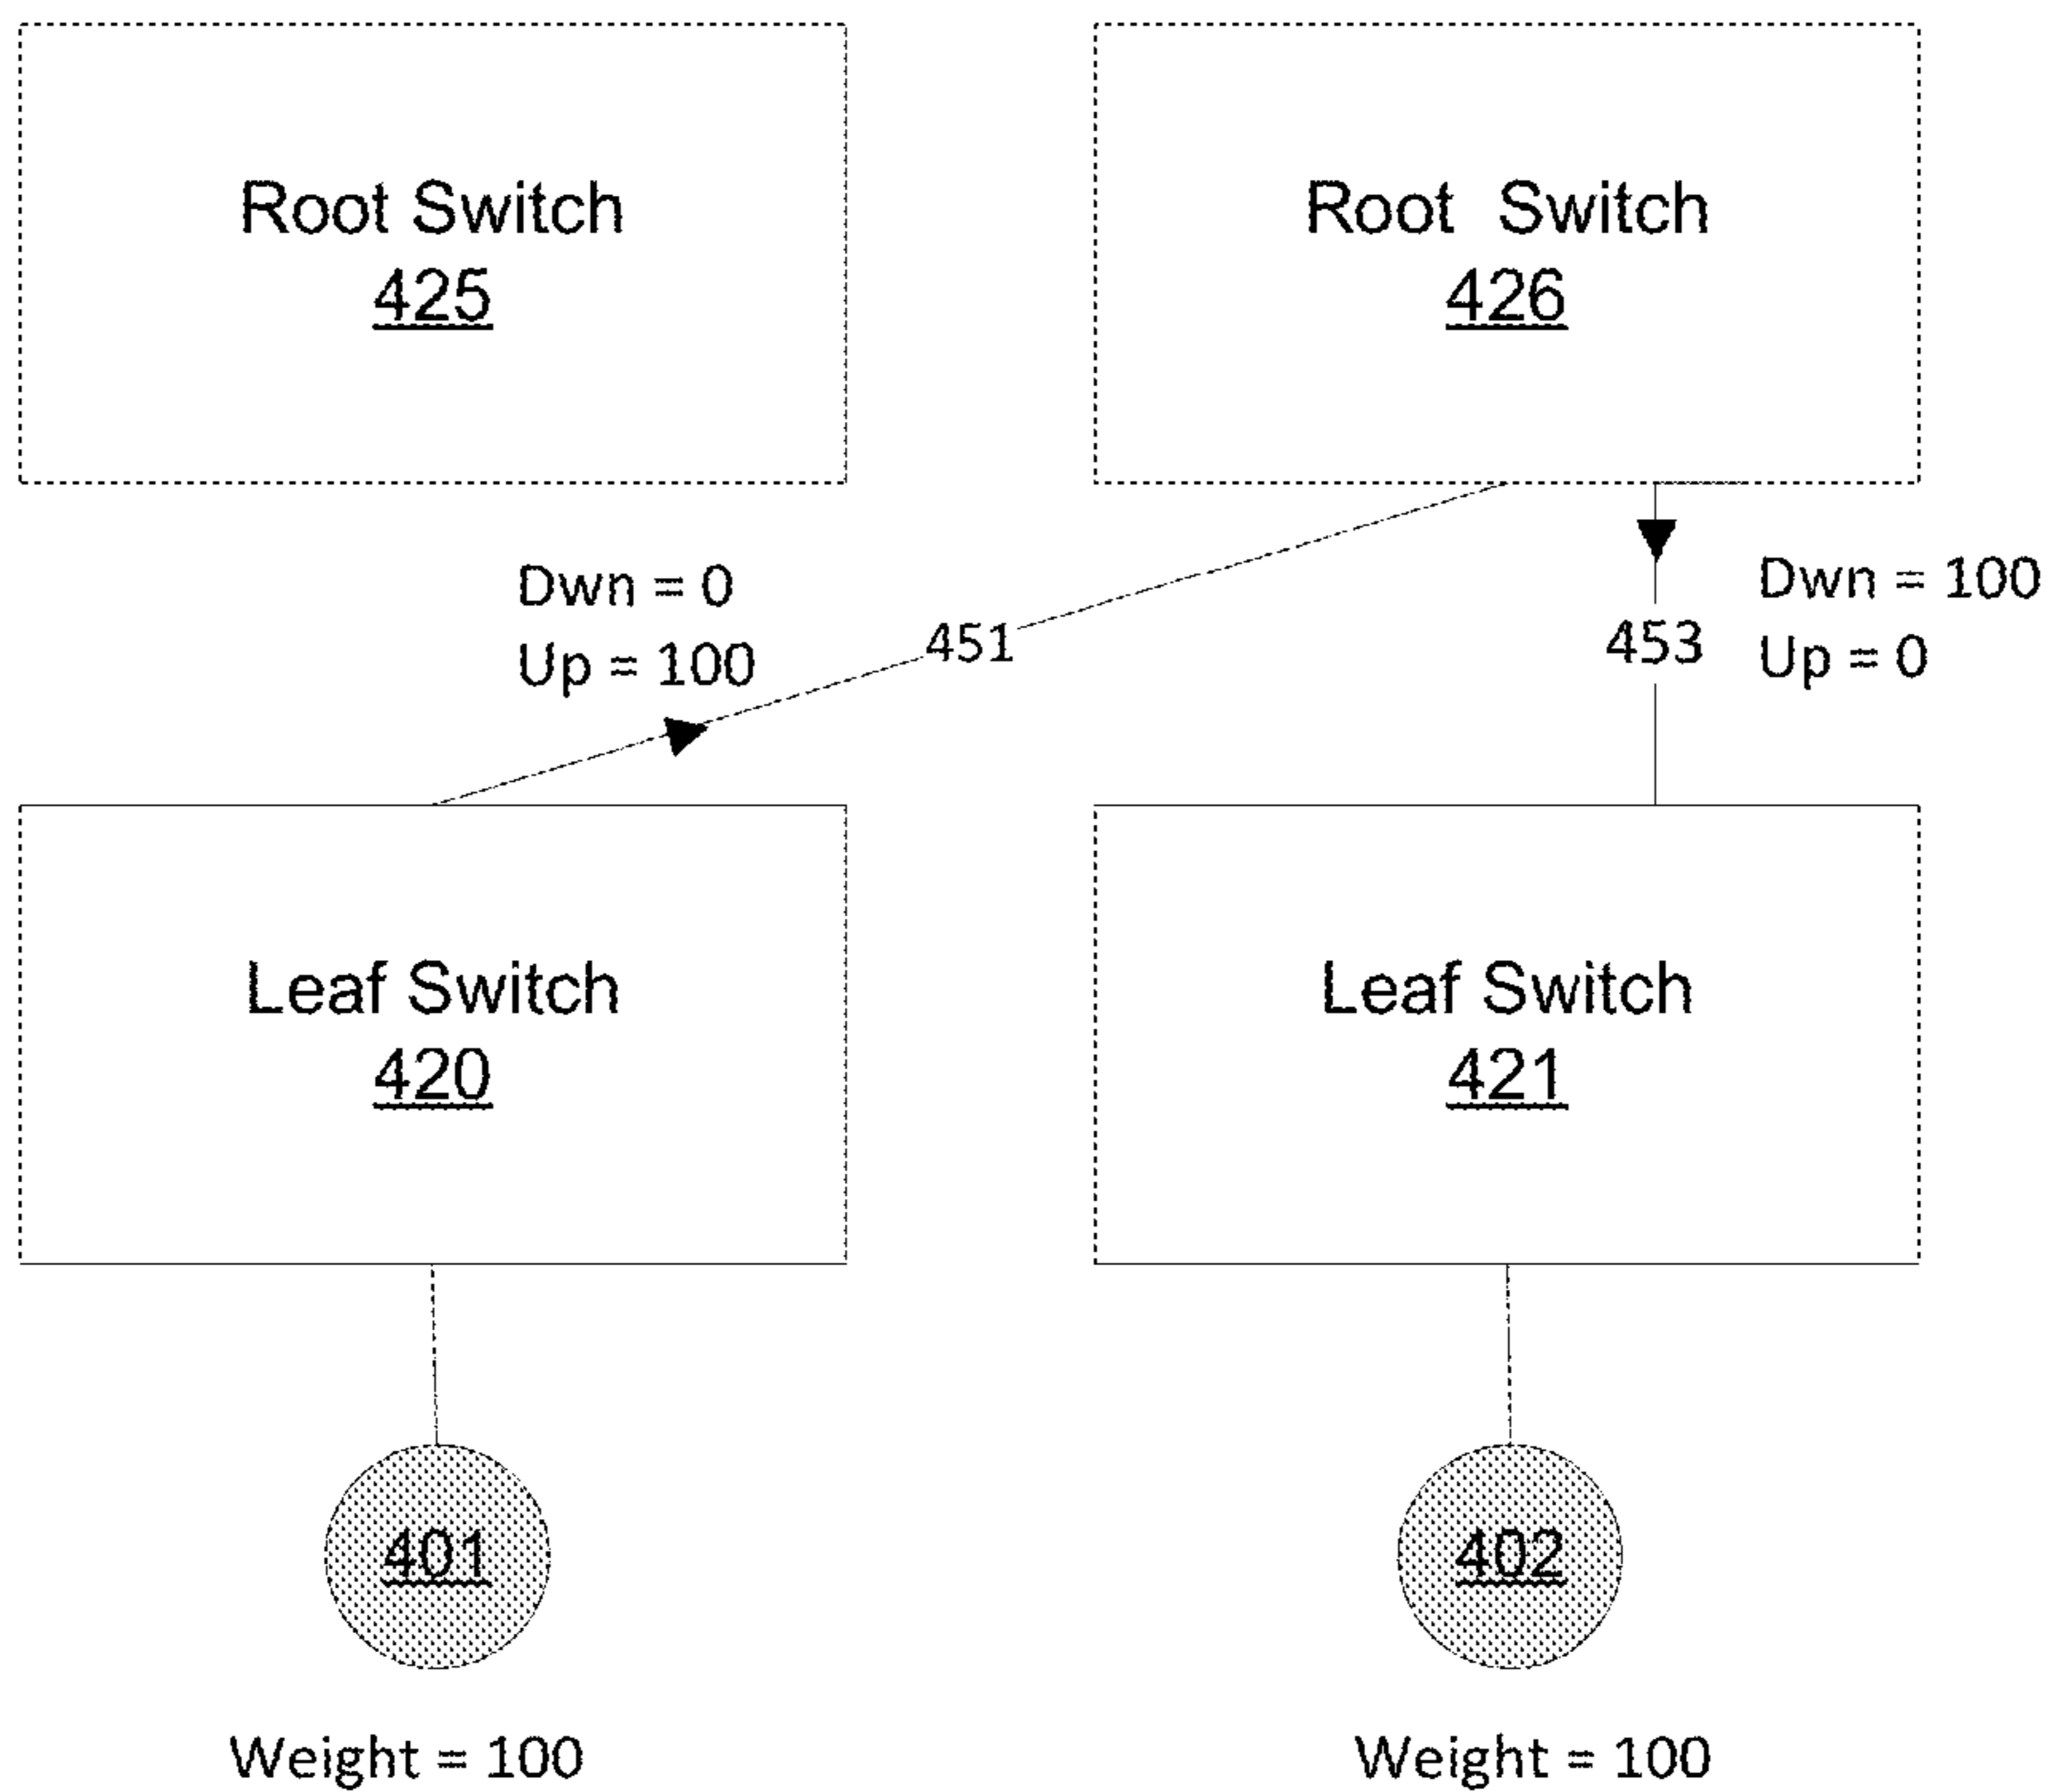 Root Switch
425
Root Switch
426
Dwn = 0
Up = 100
451
453
Dwn = 100
Up = 0
Leaf Switch
420
Leaf Switch
421
401
402
Weight = 100
Weight = 100